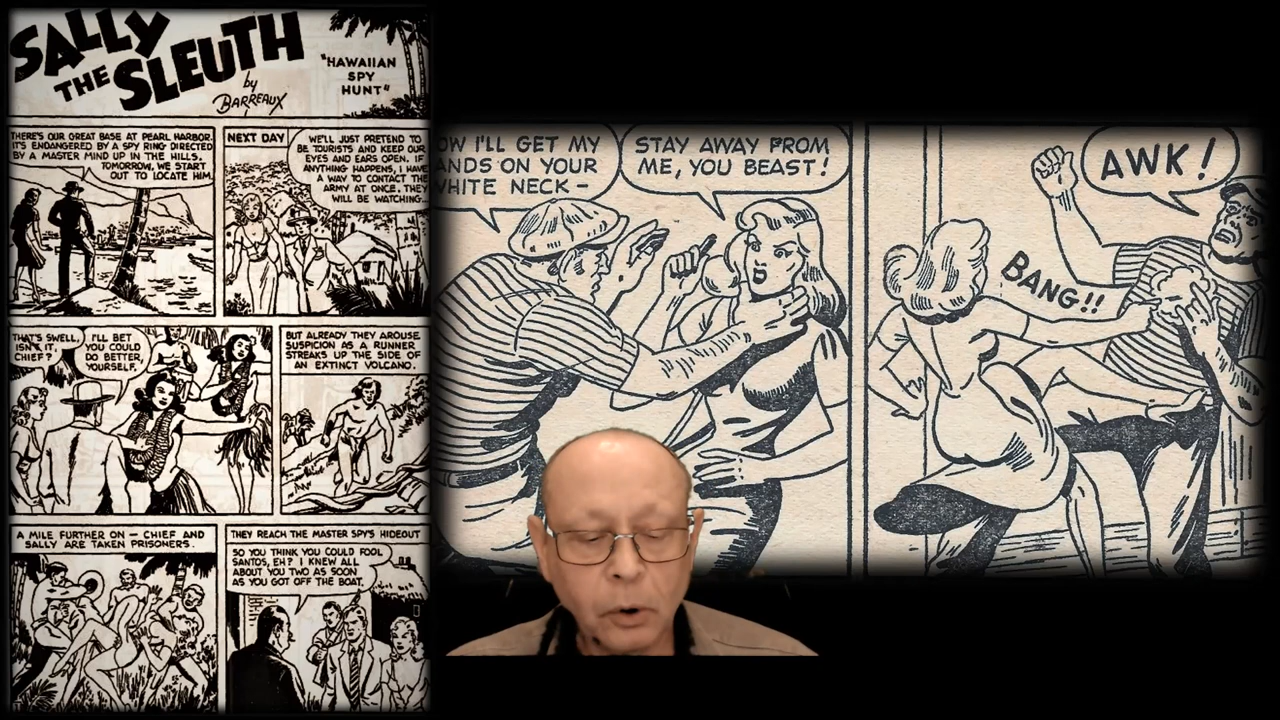 SALLY
THE SLEUTH
by
BARREAUX
"HAWAIIAN
SPY
HUNT"
THERE'S OUR GREAT BASE AT PEARL HARBOR.
IT'S ENDANGERED BY A SPY RING DIRECTED
BY A MASTER MIND UP IN THE HILLS.
TOMORROW, WE START
OUT TO LOCATE HIM.
NEXT DAY
WE'LL JUST PRETEND TO
BE TOURISTS AND KEEP OUR
EYES AND EARS OPEN. IF
ANYTHING HAPPENS, I HAVE
A WAY TO CONTACT THE
ARMY AT ONCE. THEY
WILL BE WATCHING...
THAT'S SWELL,
ISN'T IT,
CHIEF?
I'LL BET
YOU COULD
DO BETTER,
YOURSELF.
BUT ALREADY THEY AROUSE
SUSPICION AS A RUNNER
STREAKS UP THE SIDE OF
AN EXTINCT VOLCANO.
A MILE FURTHER ON — CHIEF AND
SALLY ARE TAKEN PRISONERS.
THEY REACH THE MASTER SPY'S HIDEOUT
SO YOU THINK YOU COULD FOOL
SANTOS, EH? I KNEW ALL
ABOUT YOU TWO AS SOON
AS YOU GOT OFF THE BOAT.
OW I'LL GET MY
ANDS ON YOUR
WHITE NECK —
STAY AWAY FROM
ME, YOU BEAST!
BANG!!
AWK!